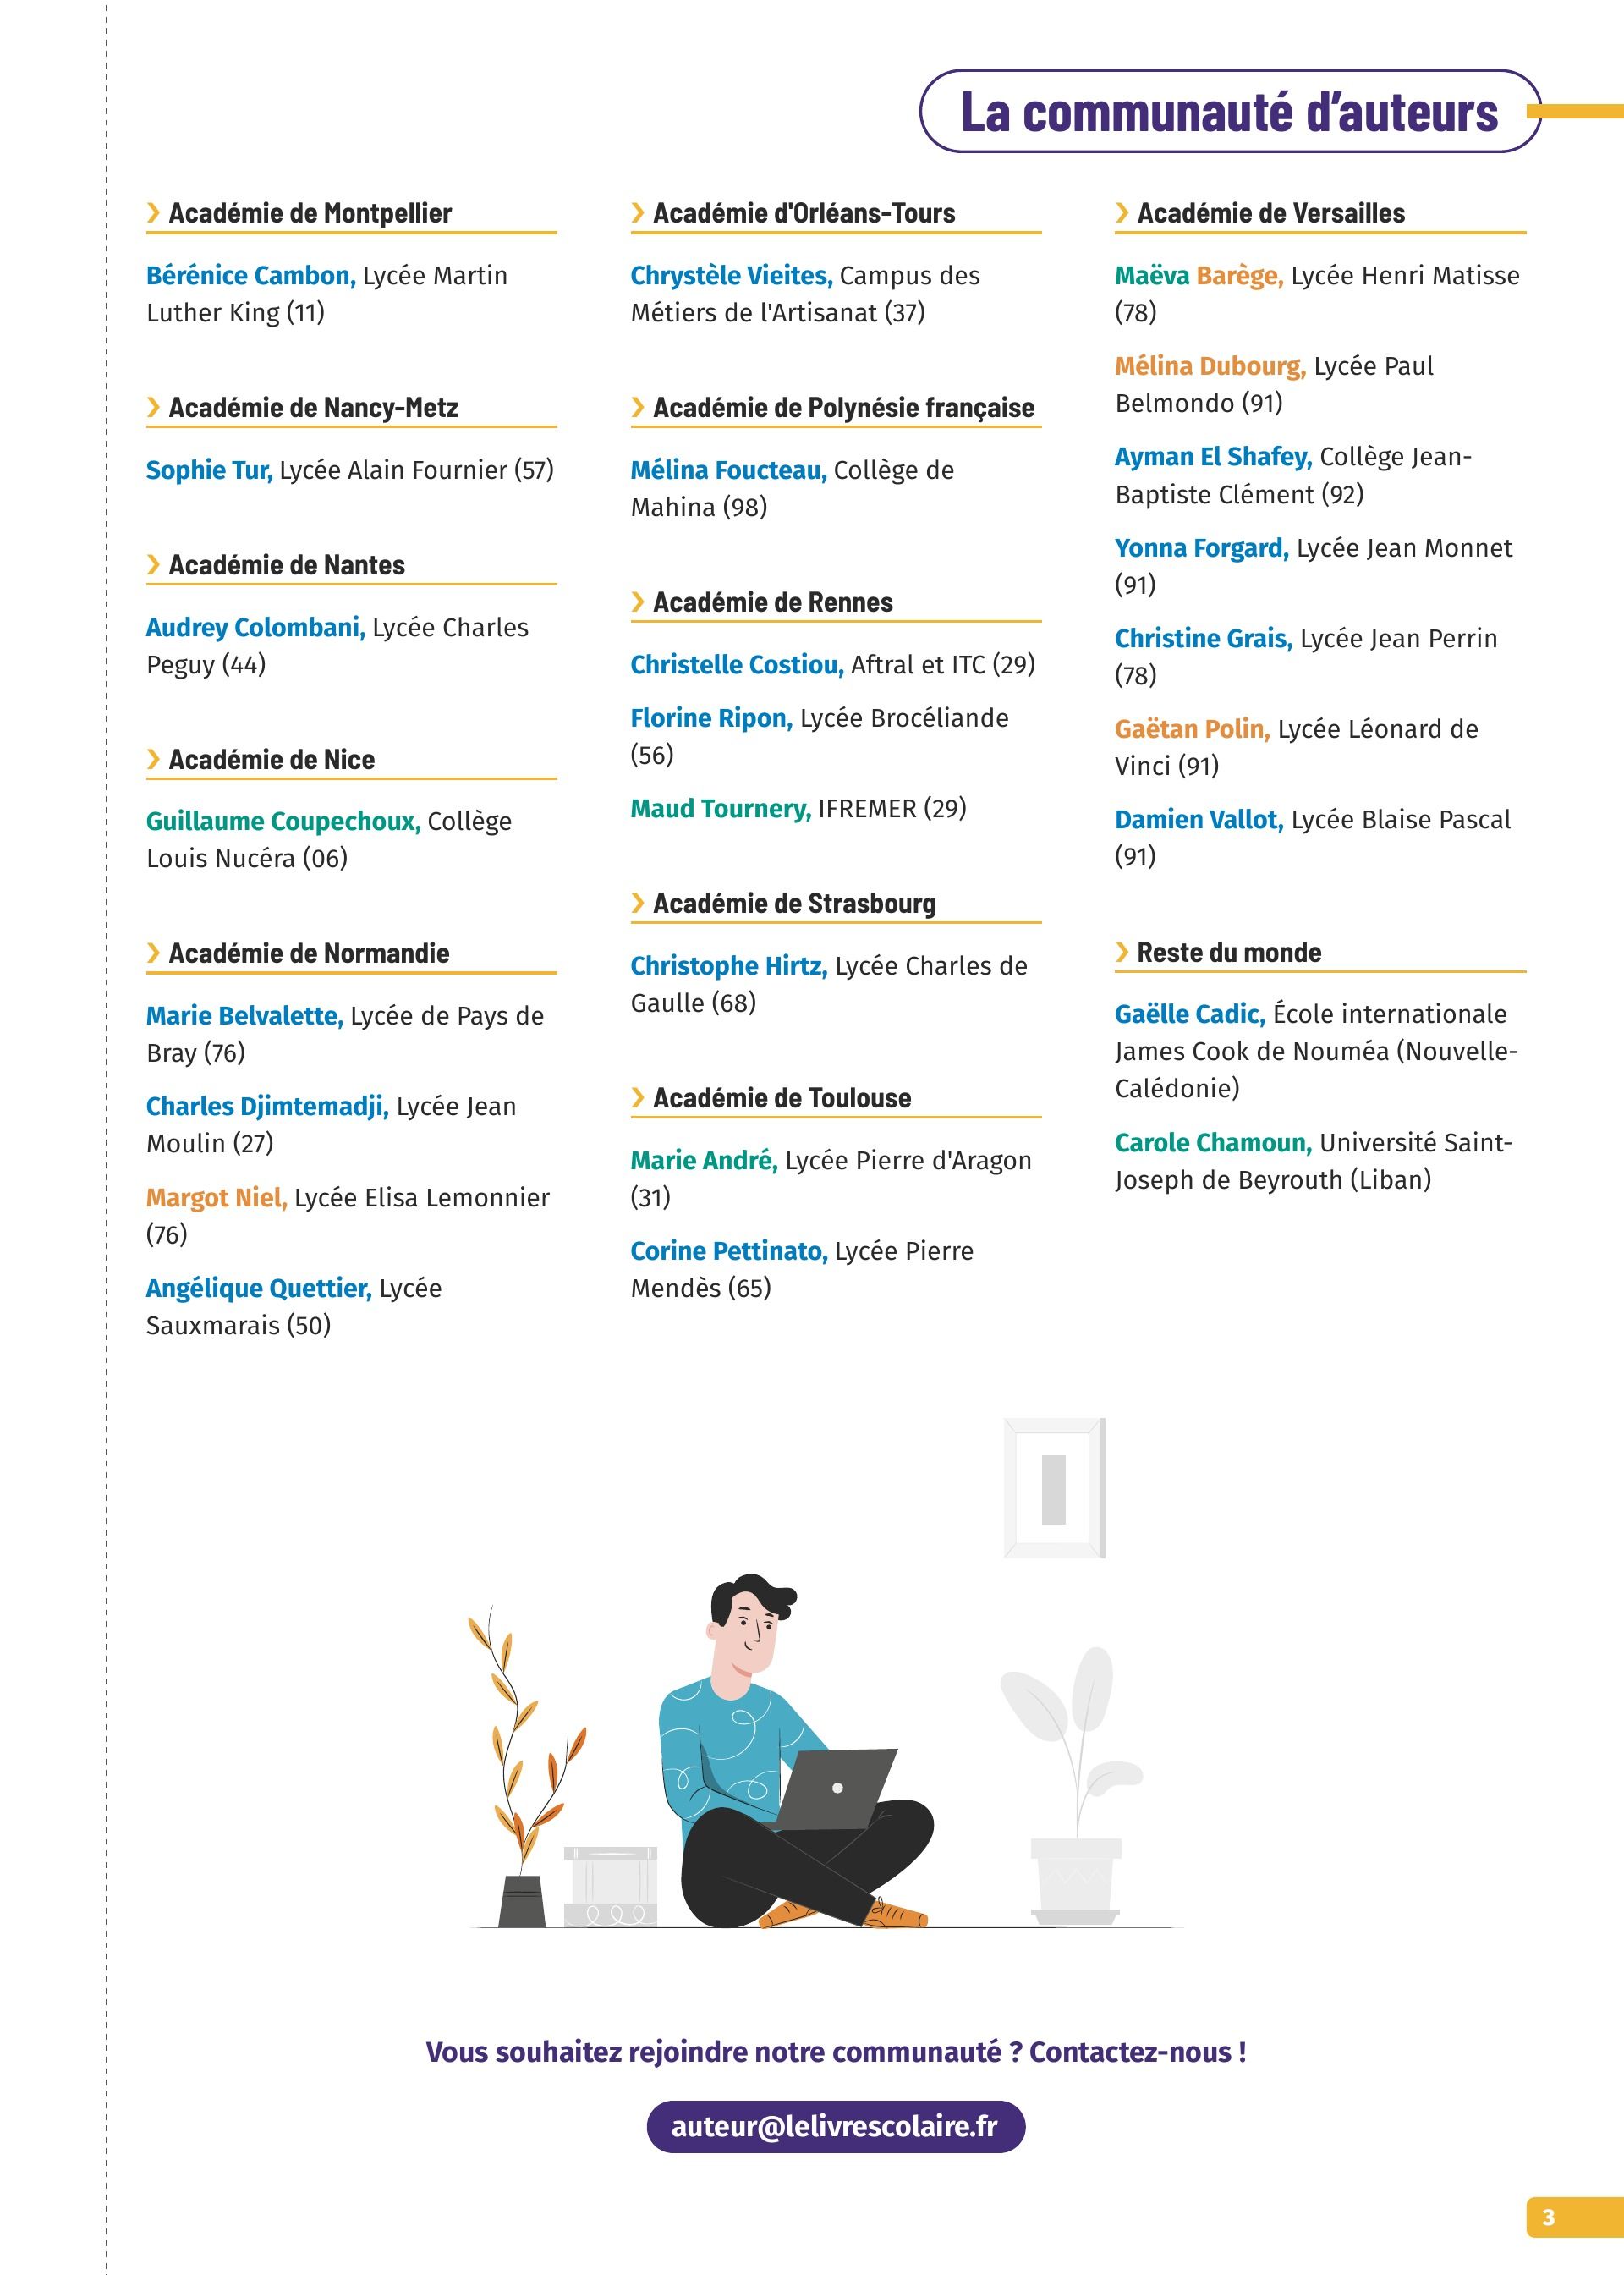 La communauté d’auteurs
Académie de Montpellier
Bérénice Cambon, Lycée Martin
Luther King (11)
Académie de Nancy-Metz
Sophie Tur, Lycée Alain Fournier (57)
Académie de Nantes
Audrey Colombani, Lycée Charles
Peguy (44)
Académie de Nice
Guillaume Coupechoux, Collège
Louis Nucéra (06)
Académie de Normandie
Marie Belvalette, Lycée de Pays de
Bray (76)
Charles Djimtemadji, Lycée Jean
Moulin (27)
Margot Niel, Lycée Elisa Lemonnier
(76)
Angélique Quettier, Lycée
Sauxmarais (50)
Académie d'Orléans-Tours
Chrystèle Vieites, Campus des
Métiers de l'Artisanat (37)
Académie de Polynésie française
Mélina Foucteau, Collège de
Mahina (98)
Académie de Rennes
Christelle Costiou, Aftral et ITC (29)
Florine Ripon, Lycée Brocéliande
(56)
Maud Tournery, IFREMER (29)
Académie de Strasbourg
Christophe Hirtz, Lycée Charles de
Gaulle (68)
Académie de Toulouse
Marie André, Lycée Pierre d'Aragon
(31)
Corine Pettinato, Lycée Pierre
Mendès (65)
Académie de Versailles
Maëva Barège, Lycée Henri Matisse
(78)
Mélina Dubourg, Lycée Paul
Belmondo (91)
Ayman El Shafey, Collège Jean-
Baptiste Clément (92)
Yonna Forgard, Lycée Jean Monnet
(91)
Christine Grais, Lycée Jean Perrin
(78)
Gaëtan Polin, Lycée Léonard de
Vinci (91)
Damien Vallot, Lycée Blaise Pascal
(91)
Reste du monde
Gaëlle Cadic, École internationale
James Cook de Nouméa (Nouvelle-
Calédonie)
Carole Chamoun, Université Saint-
Joseph de Beyrouth (Liban)
Vous souhaitez rejoindre notre communauté ? Contactez-nous !
auteur@lelivrescolaire.fr
3